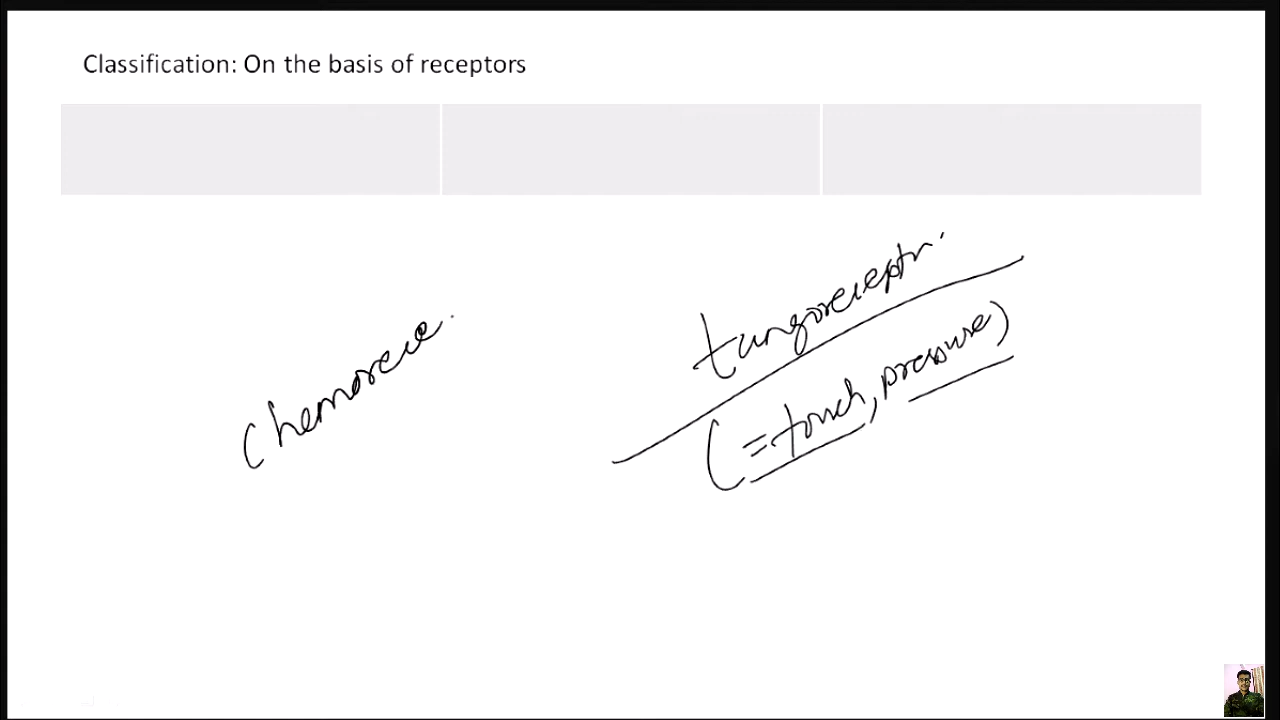 Classification: On the basis of receptors
tangoreceptr.
Chemorece.
(=touch, pressure)